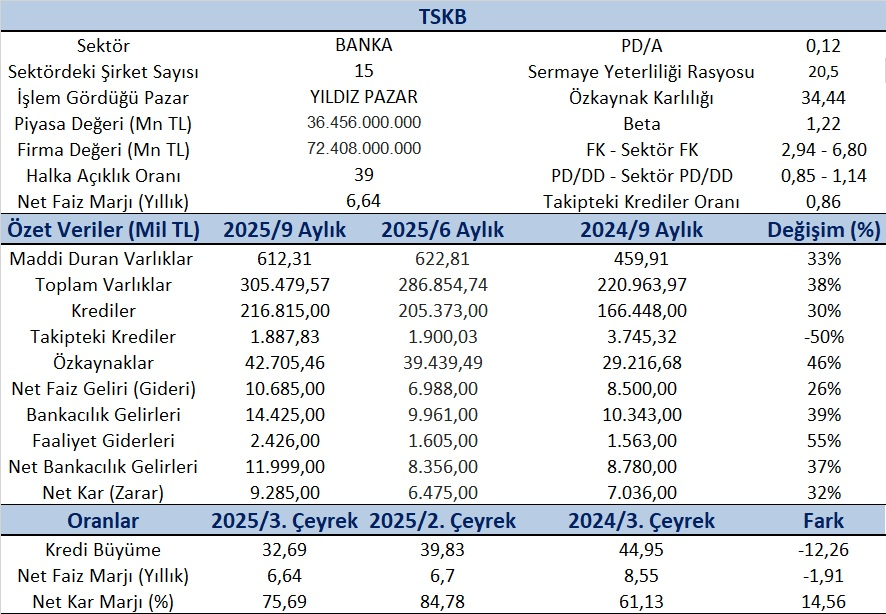 TSKB
Sektör BANKA PD/A 0,12
Sektördeki Şirket Sayısı 15 Sermaye Yeterliliği Rasyosu 20,5
İşlem Gördüğü Pazar YILDIZ PAZAR Özkaynak Karlılığı 34,44
Piyasa Değeri (Mn TL) 36.456.000.000 Beta 1,22
Firma Değeri (Mn TL) 72.408.000.000 FK - Sektör FK 2,94 - 6,80
Halka Açıklık Oranı 39 PD/DD - Sektör PD/DD 0,85 - 1,14
Net Faiz Marjı (Yıllık) 6,64 Takipteki Krediler Oranı 0,86
Özet Veriler (Mil TL) 2025/9 Aylık 2025/6 Aylık 2024/9 Aylık Değişim (%)
Maddi Duran Varlıklar 612,31 622,81 459,91 33%
Toplam Varlıklar 305.479,57 286.854,74 220.963,97 38%
Krediler 216.815,00 205.373,00 166.448,00 30%
Takipteki Krediler 1.887,83 1.900,03 3.745,32 -50%
Özkaynaklar 42.705,46 39.439,49 29.216,68 46%
Net Faiz Geliri (Gideri) 10.685,00 6.988,00 8.500,00 26%
Bankacılık Gelirleri 14.425,00 9.961,00 10.343,00 39%
Faaliyet Giderleri 2.426,00 1.605,00 1.563,00 55%
Net Bankacılık Gelirleri 11.999,00 8.356,00 8.780,00 37%
Net Kar (Zarar) 9.285,00 6.475,00 7.036,00 32%
Oranlar 2025/3. Çeyrek 2025/2. Çeyrek 2024/3. Çeyrek Fark
Kredi Büyüme 32,69 39,83 44,95 -12,26
Net Faiz Marjı (Yıllık) 6,64 6,7 8,55 -1,91
Net Kar Marjı (%) 75,69 84,78 61,13 14,56